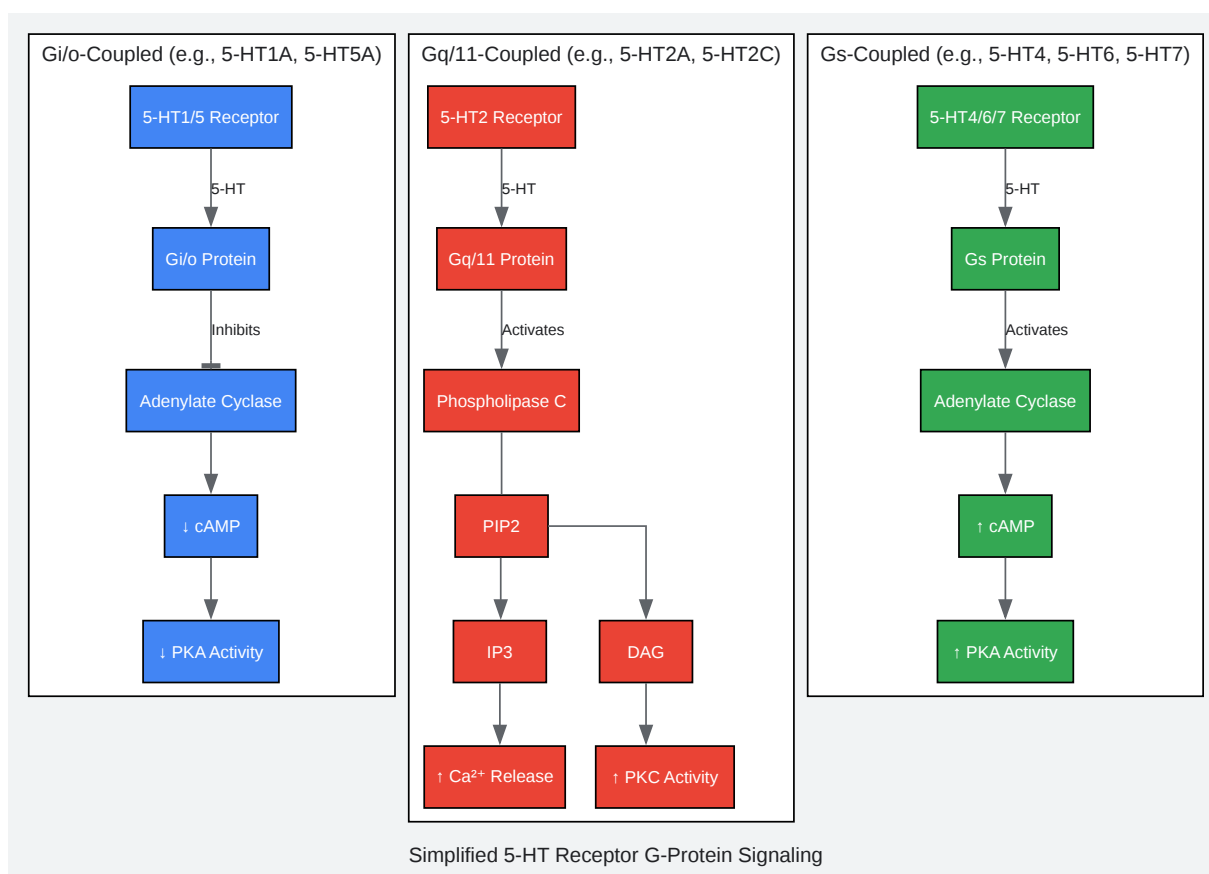 Gi/o-Coupled (e.g., 5-HT1A, 5-HT5A)
5-HT1/5 Receptor
5-HT
Gi/o Protein
Inhibits
Adenylate Cyclase
↓ cAMP
↓ PKA Activity
Gq/11-Coupled (e.g., 5-HT2A, 5-HT2C)
5-HT2 Receptor
5-HT
Gq/11 Protein
Activates
Phospholipase C
PIP2
IP3
DAG
↑ Ca²⁺ Release
↑ PKC Activity
Gs-Coupled (e.g., 5-HT4, 5-HT6, 5-HT7)
5-HT4/6/7 Receptor
5-HT
Gs Protein
Activates
Adenylate Cyclase
↑ cAMP
↑ PKA Activity
Simplified 5-HT Receptor G-Protein Signaling